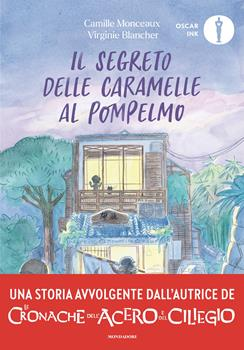 Camille Monceaux
Virginie Blancher
OSCAR
INK
IL SEGRETO
DELLE CARAMELLE
AL POMPELMO
UNA STORIA AVVOLGENTE DALL'AUTRICE DE
LE CRONACHE DELL'ACERO E DEL CILIEGIO
MONDADORI